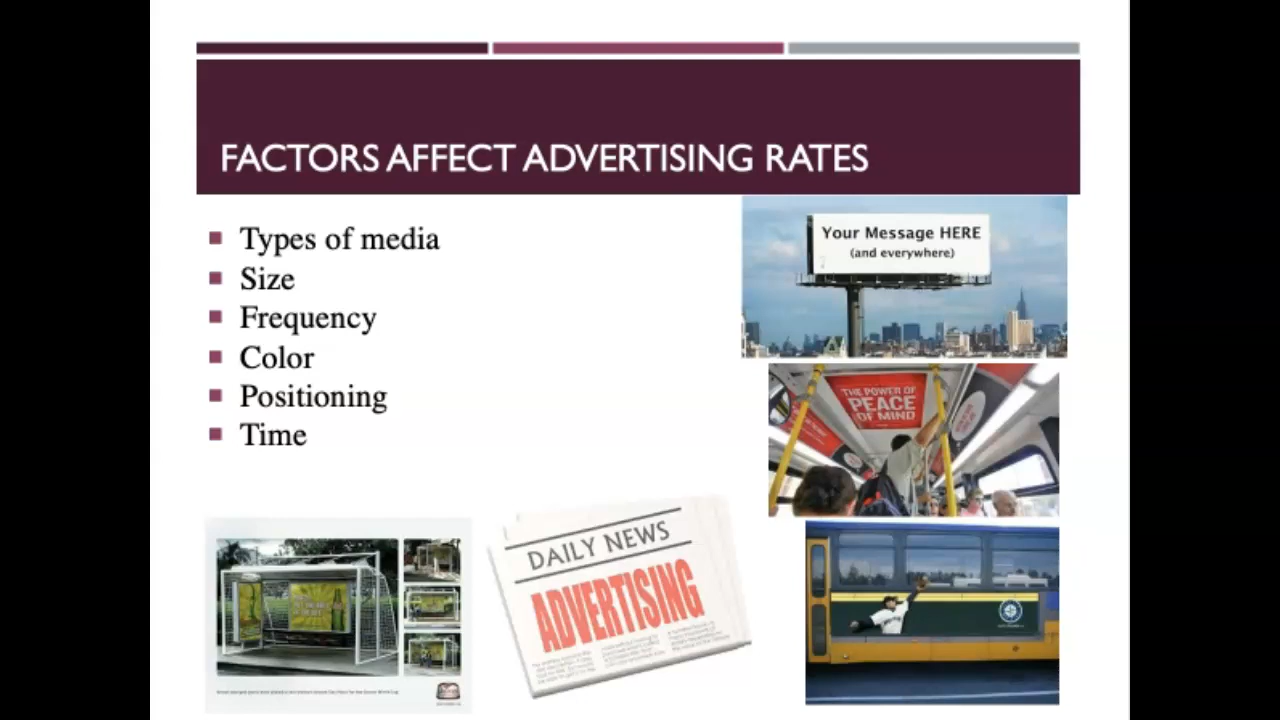 FACTORS AFFECT ADVERTISING RATES
Types of media
Size
Frequency
Color
Positioning
Time
Your Message HERE
(and everywhere)
THE POWER OF
PEACE
OF MIND
DAILY NEWS
ADVERTISING